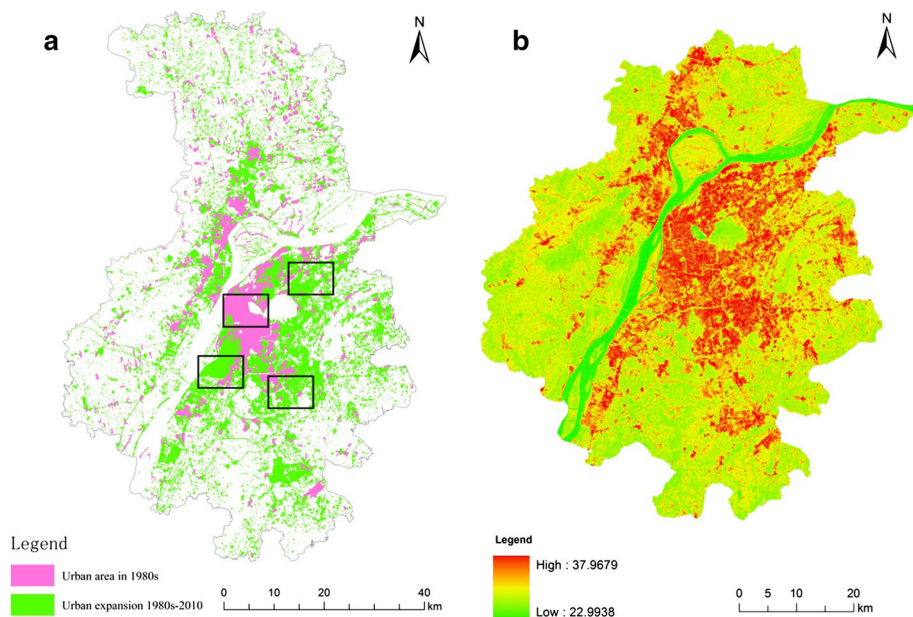 a
N
Legend
Urban area in 1980s
Urban expansion 1980s-2010
0 10 20 40
km
b
N
Legend
High : 37.9679
Low : 22.9938
0 5 10 20
km